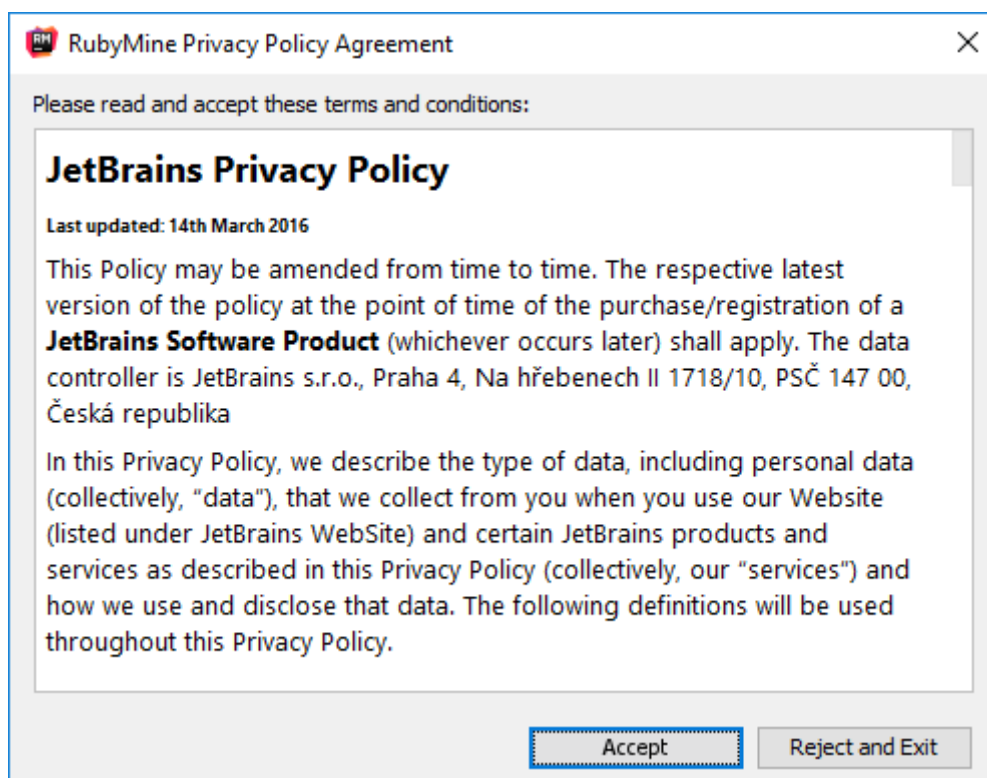 RubyMine Privacy Policy Agreement
Please read and accept these terms and conditions:
JetBrains Privacy Policy
Last updated: 14th March 2016
This Policy may be amended from time to time. The respective latest
version of the policy at the point of time of the purchase/registration of a
JetBrains Software Product (whichever occurs later) shall apply. The data
controller is JetBrains s.r.o., Praha 4, Na hřebenech II 1718/10, PSČ 147 00,
Česká republika
In this Privacy Policy, we describe the type of data, including personal data
(collectively, “data”), that we collect from you when you use our Website
(listed under JetBrains WebSite) and certain JetBrains products and
services as described in this Privacy Policy (collectively, our “services”) and
how we use and disclose that data. The following definitions will be used
throughout this Privacy Policy.
Accept Reject and Exit